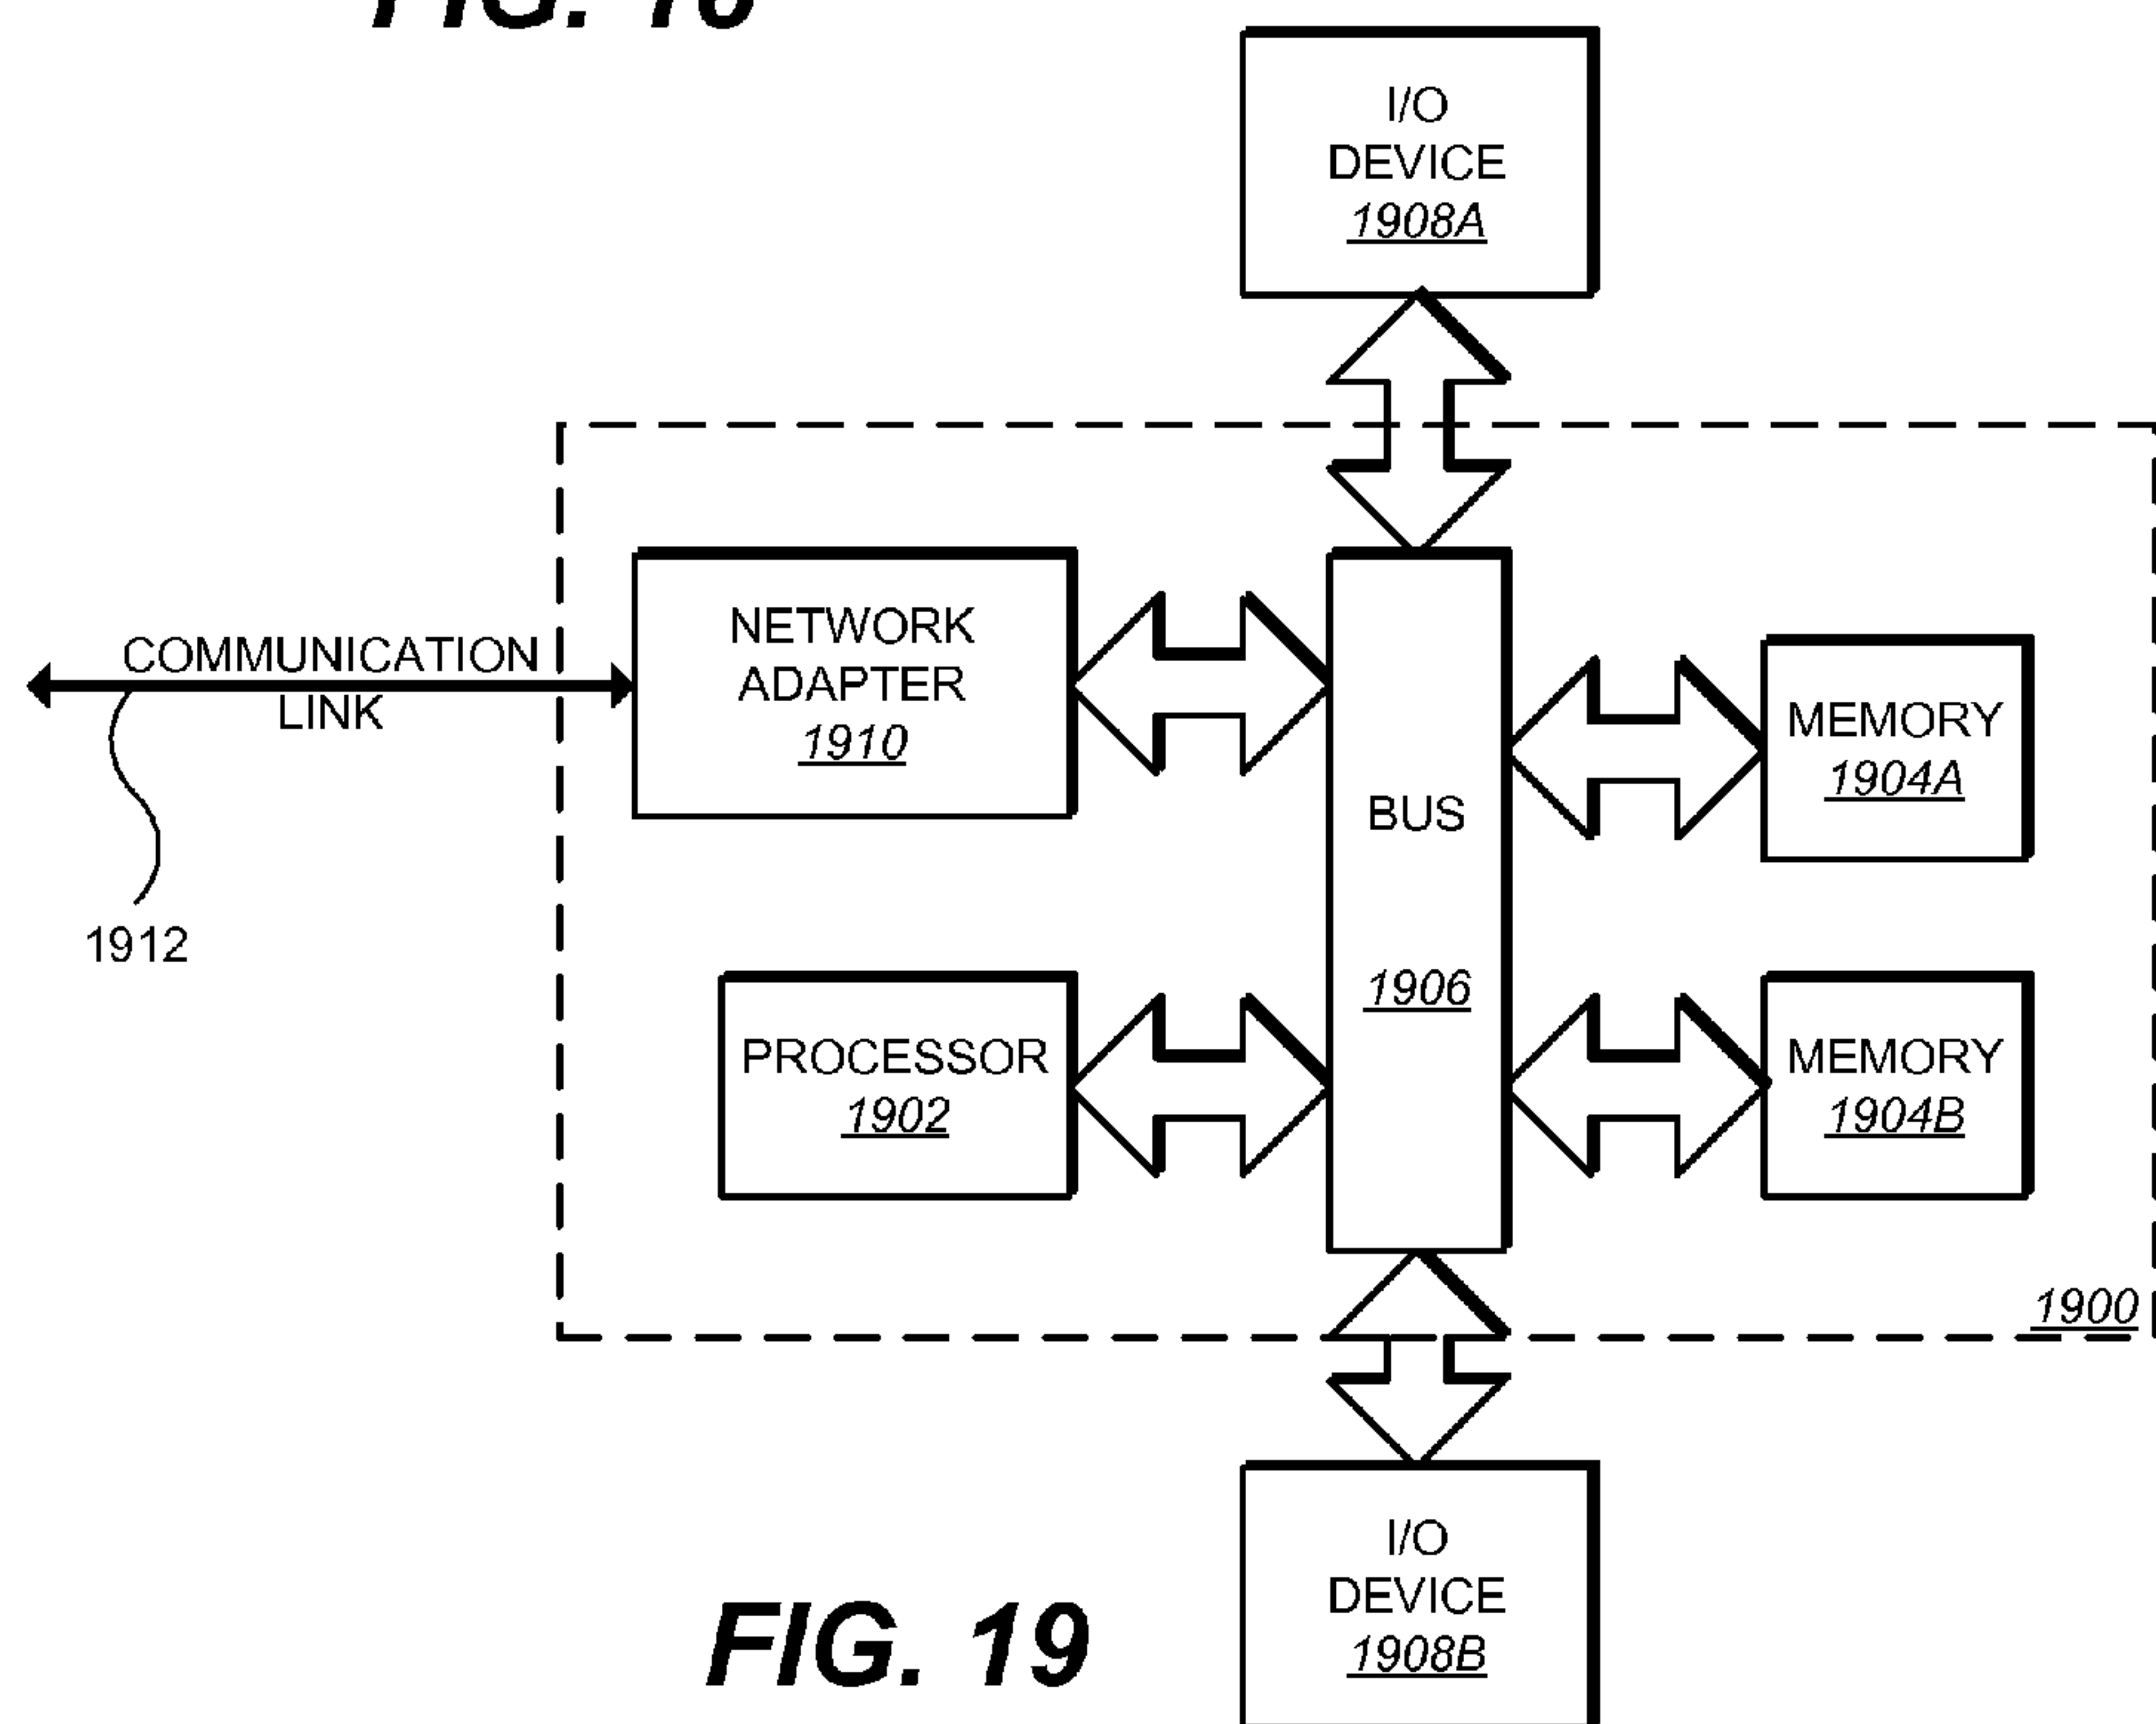 I/O
DEVICE
1908A
COMMUNICATION
LINK
1912
NETWORK
ADAPTER
1910
BUS
1906
MEMORY
1904A
PROCESSOR
1902
MEMORY
1904B
1900
I/O
DEVICE
1908B
FIG. 19